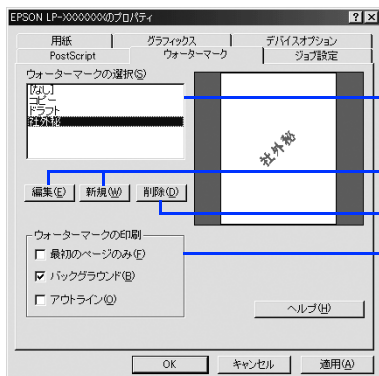 EPSON LP-XXXXXXXのプロパティ
用紙 グラフィックス デバイスオプション
PostScript ウォーターマーク ジョブ設定
ウォーターマークの選択(S)
[なし]
コピー
ドラフト
社外秘
社外秘
編集(E) 新規(W) 削除(D)
ウォーターマークの印刷
最初のページのみ(F)
バックグラウンド(B)
アウトライン(O)
ヘルプ(H)
OK キャンセル 適用(A)